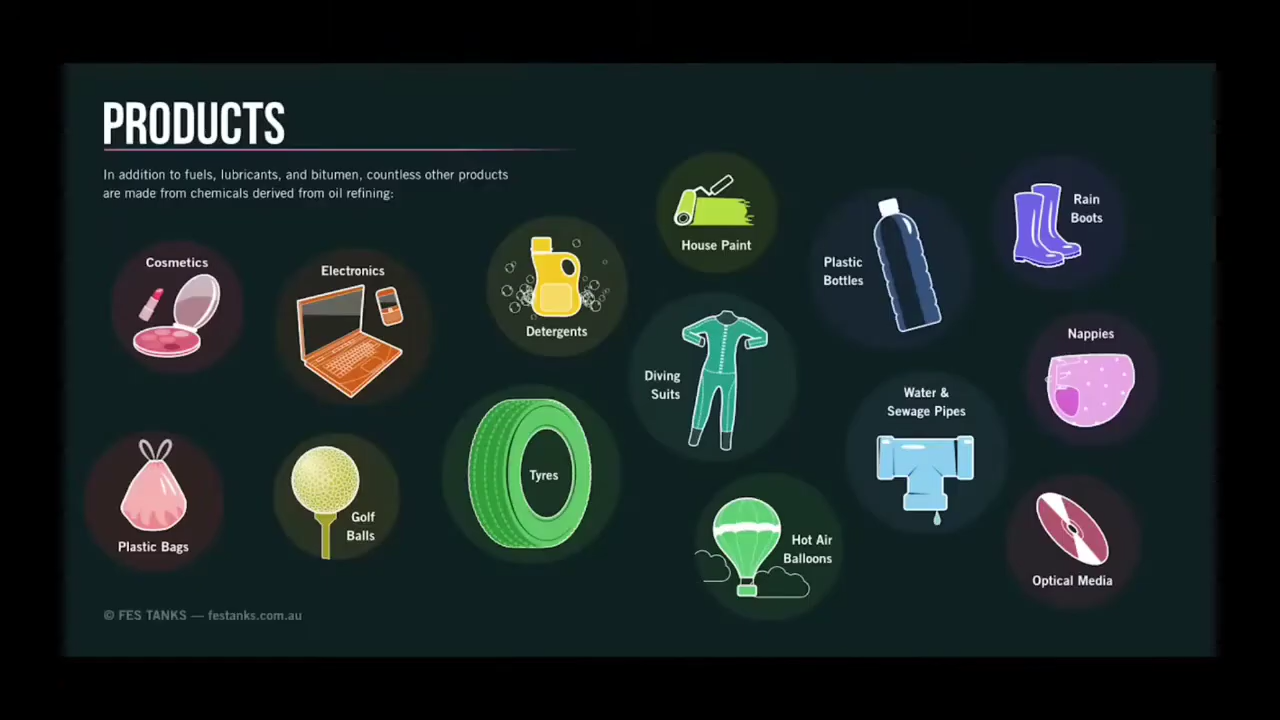 PRODUCTS
In addition to fuels, lubricants, and bitumen, countless other products
are made from chemicals derived from oil refining:
Cosmetics
Electronics
Detergents
House Paint
Plastic
Bottles
Rain
Boots
Diving
Suits
Nappies
Water &
Sewage Pipes
Plastic Bags
Golf
Balls
Tyres
Hot Air
Balloons
Optical Media
© FES TANKS — festanks.com.au